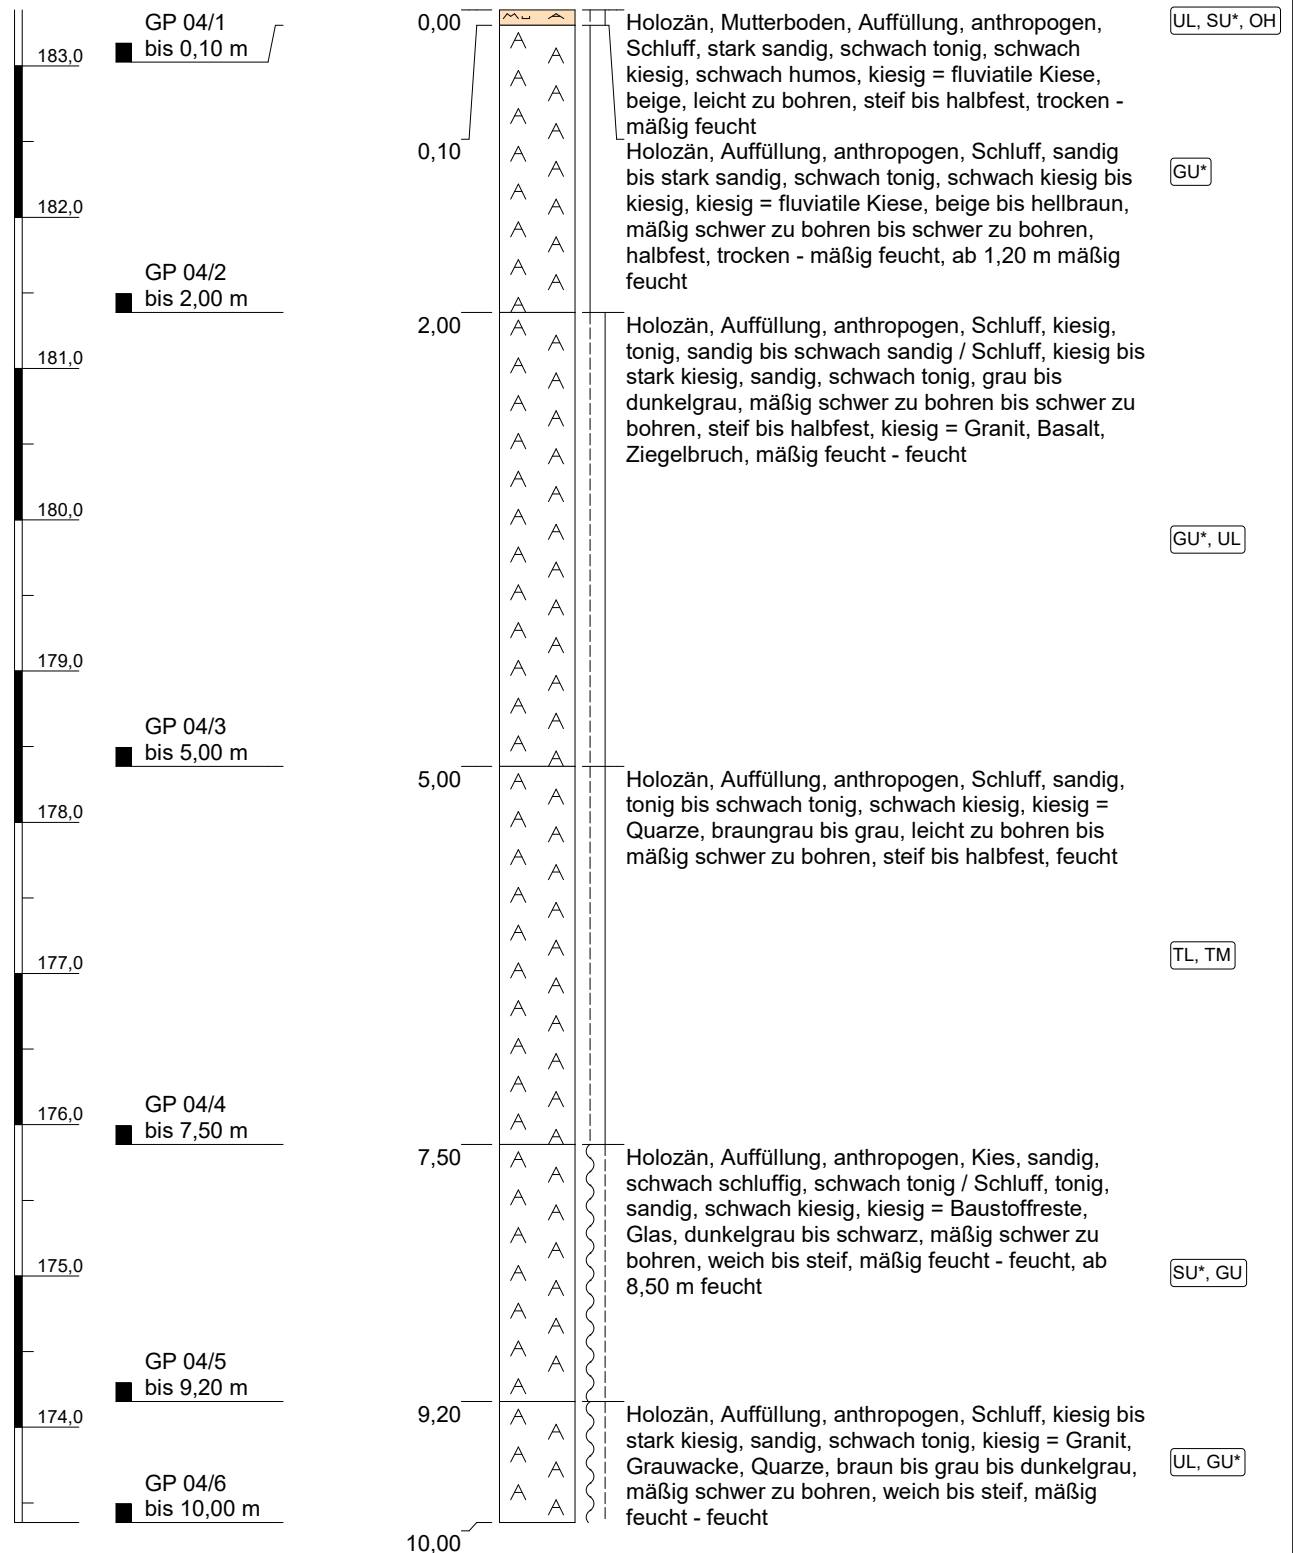 GP 04/1
bis 0,10 m
183,0
0,00
Holozän, Mutterboden, Auffüllung, anthropogen,
Schluff, stark sandig, schwach tonig, schwach
kiesig, schwach humos, kiesig = fluviatile Kiese,
beige, leicht zu bohren, steif bis halbfest, trocken -
mäßig feucht
UL, SU*, OH
0,10
Holozän, Auffüllung, anthropogen, Schluff, sandig
bis stark sandig, schwach tonig, schwach kiesig bis
kiesig, kiesig = fluviatile Kiese, beige bis hellbraun,
mäßig schwer zu bohren bis schwer zu bohren,
halbfest, trocken - mäßig feucht, ab 1,20 m mäßig
feucht
GU*
182,0
GP 04/2
bis 2,00 m
2,00
Holozän, Auffüllung, anthropogen, Schluff, kiesig,
tonig, sandig bis schwach sandig / Schluff, kiesig bis
stark kiesig, sandig, schwach tonig, grau bis
dunkelgrau, mäßig schwer zu bohren bis schwer zu
bohren, steif bis halbfest, kiesig = Granit, Basalt,
Ziegelbruch, mäßig feucht - feucht
GU*, UL
181,0
180,0
179,0
GP 04/3
bis 5,00 m
5,00
Holozän, Auffüllung, anthropogen, Schluff, sandig,
tonig bis schwach tonig, schwach kiesig, kiesig =
Quarze, braungrau bis grau, leicht zu bohren bis
mäßig schwer zu bohren, steif bis halbfest, feucht
TL, TM
178,0
177,0
176,0
GP 04/4
bis 7,50 m
7,50
Holozän, Auffüllung, anthropogen, Kies, sandig,
schwach schluffig, schwach tonig / Schluff, tonig,
sandig, schwach kiesig, kiesig = Baustoffreste,
Glas, dunkelgrau bis schwarz, mäßig schwer zu
bohren, weich bis steif, mäßig feucht - feucht, ab
8,50 m feucht
SU*, GU
175,0
GP 04/5
bis 9,20 m
174,0
9,20
Holozän, Auffüllung, anthropogen, Schluff, kiesig bis
stark kiesig, sandig, schwach tonig, kiesig = Granit,
Grauwacke, Quarze, braun bis grau bis dunkelgrau,
mäßig schwer zu bohren, weich bis steif, mäßig
feucht - feucht
UL, GU*
GP 04/6
bis 10,00 m
10,00